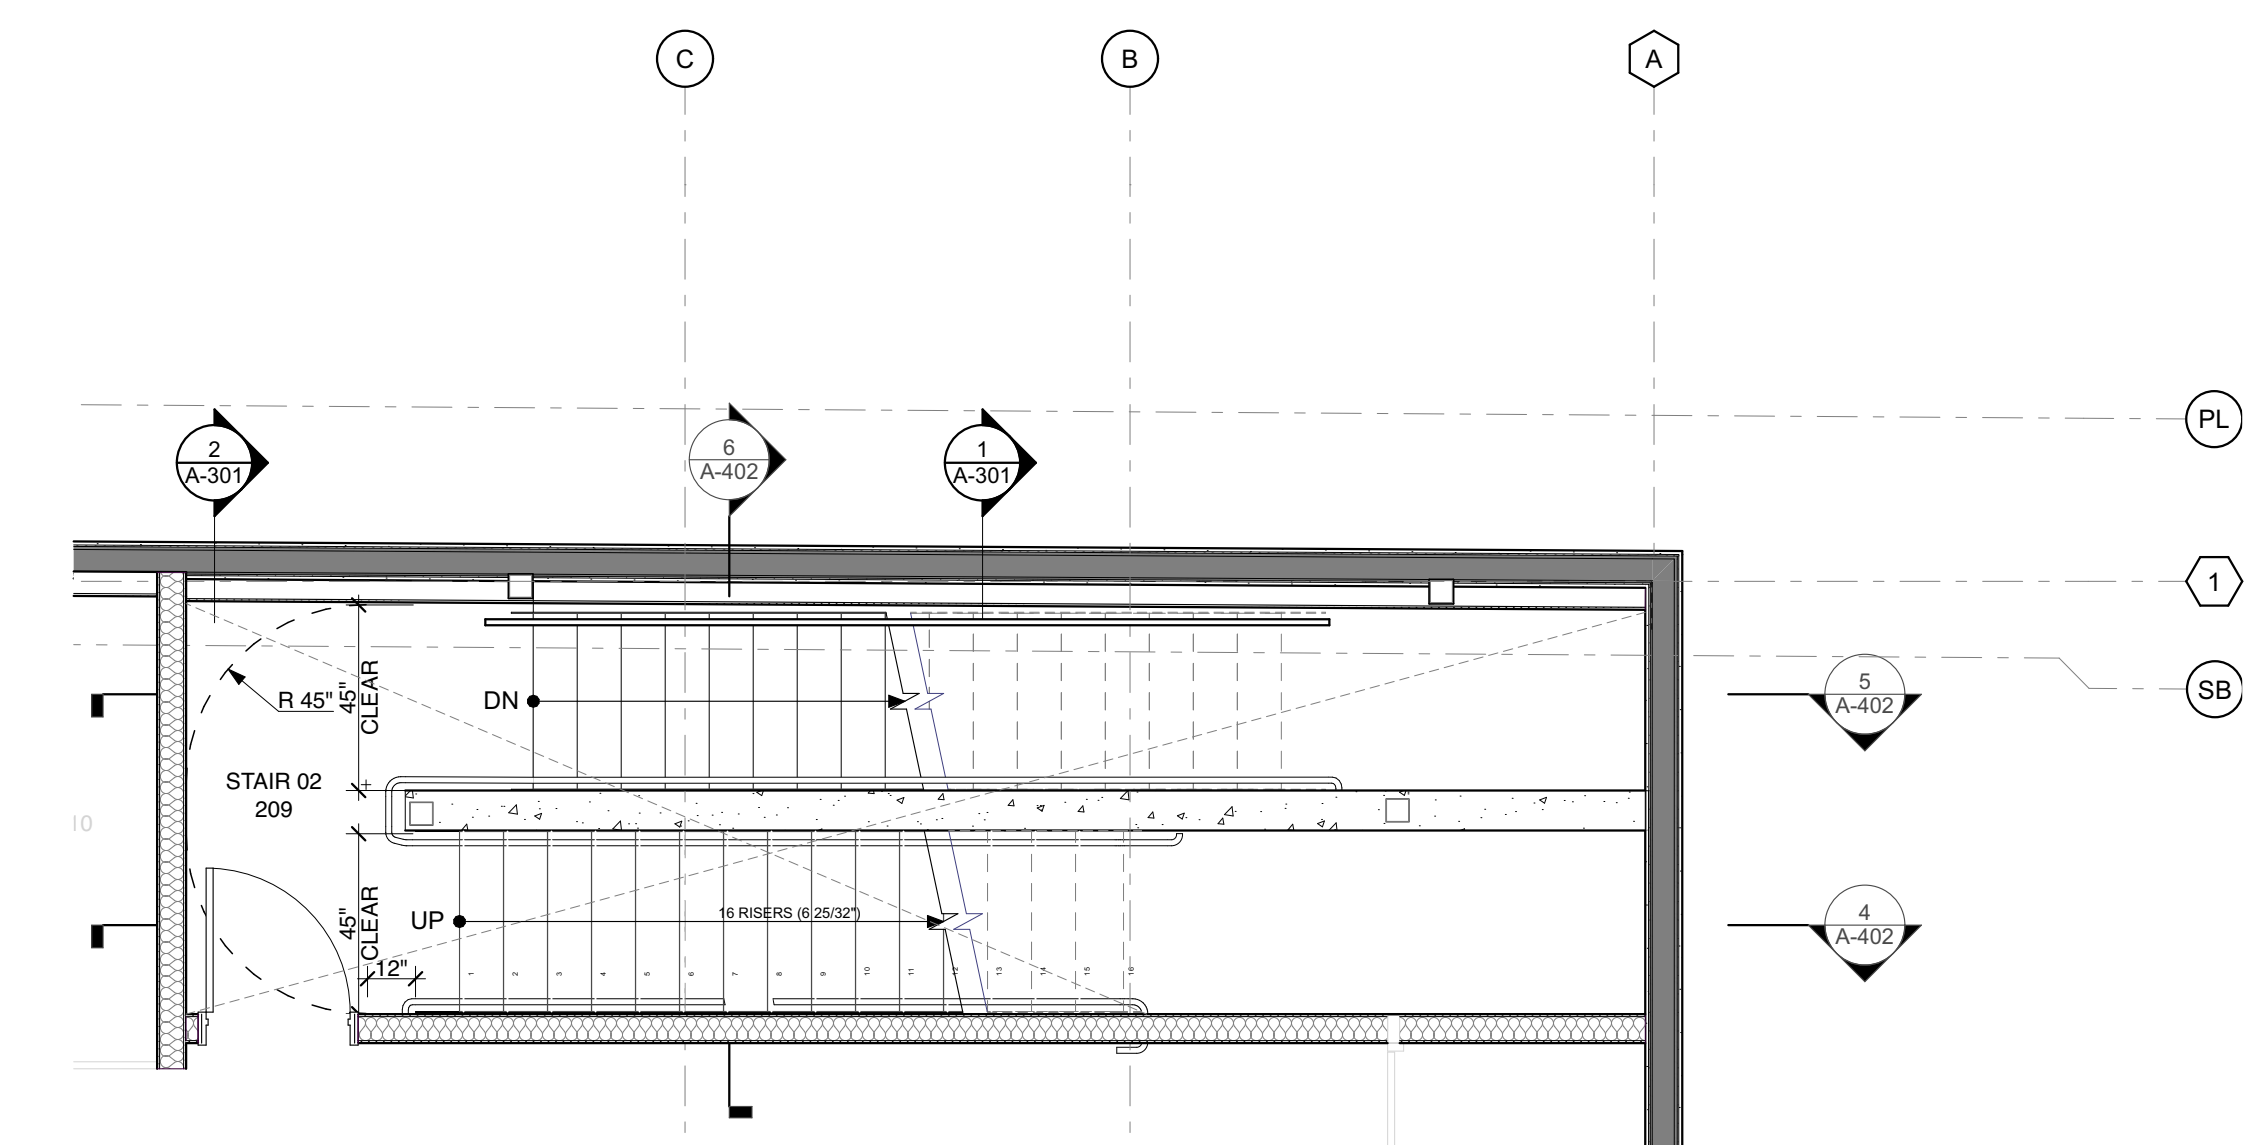 C
B
A
PL
2
A-301
6
A-402
1
A-301
1
SB
5
A-402
R 45"
45"
CLEAR
DN
STAIR 02
209
10
45"
CLEAR
UP
16 RISERS (6 25/32")
4
A-402
12"
1 2 3 4 5 6 7 8 9 10 11 12 13 14 15 16